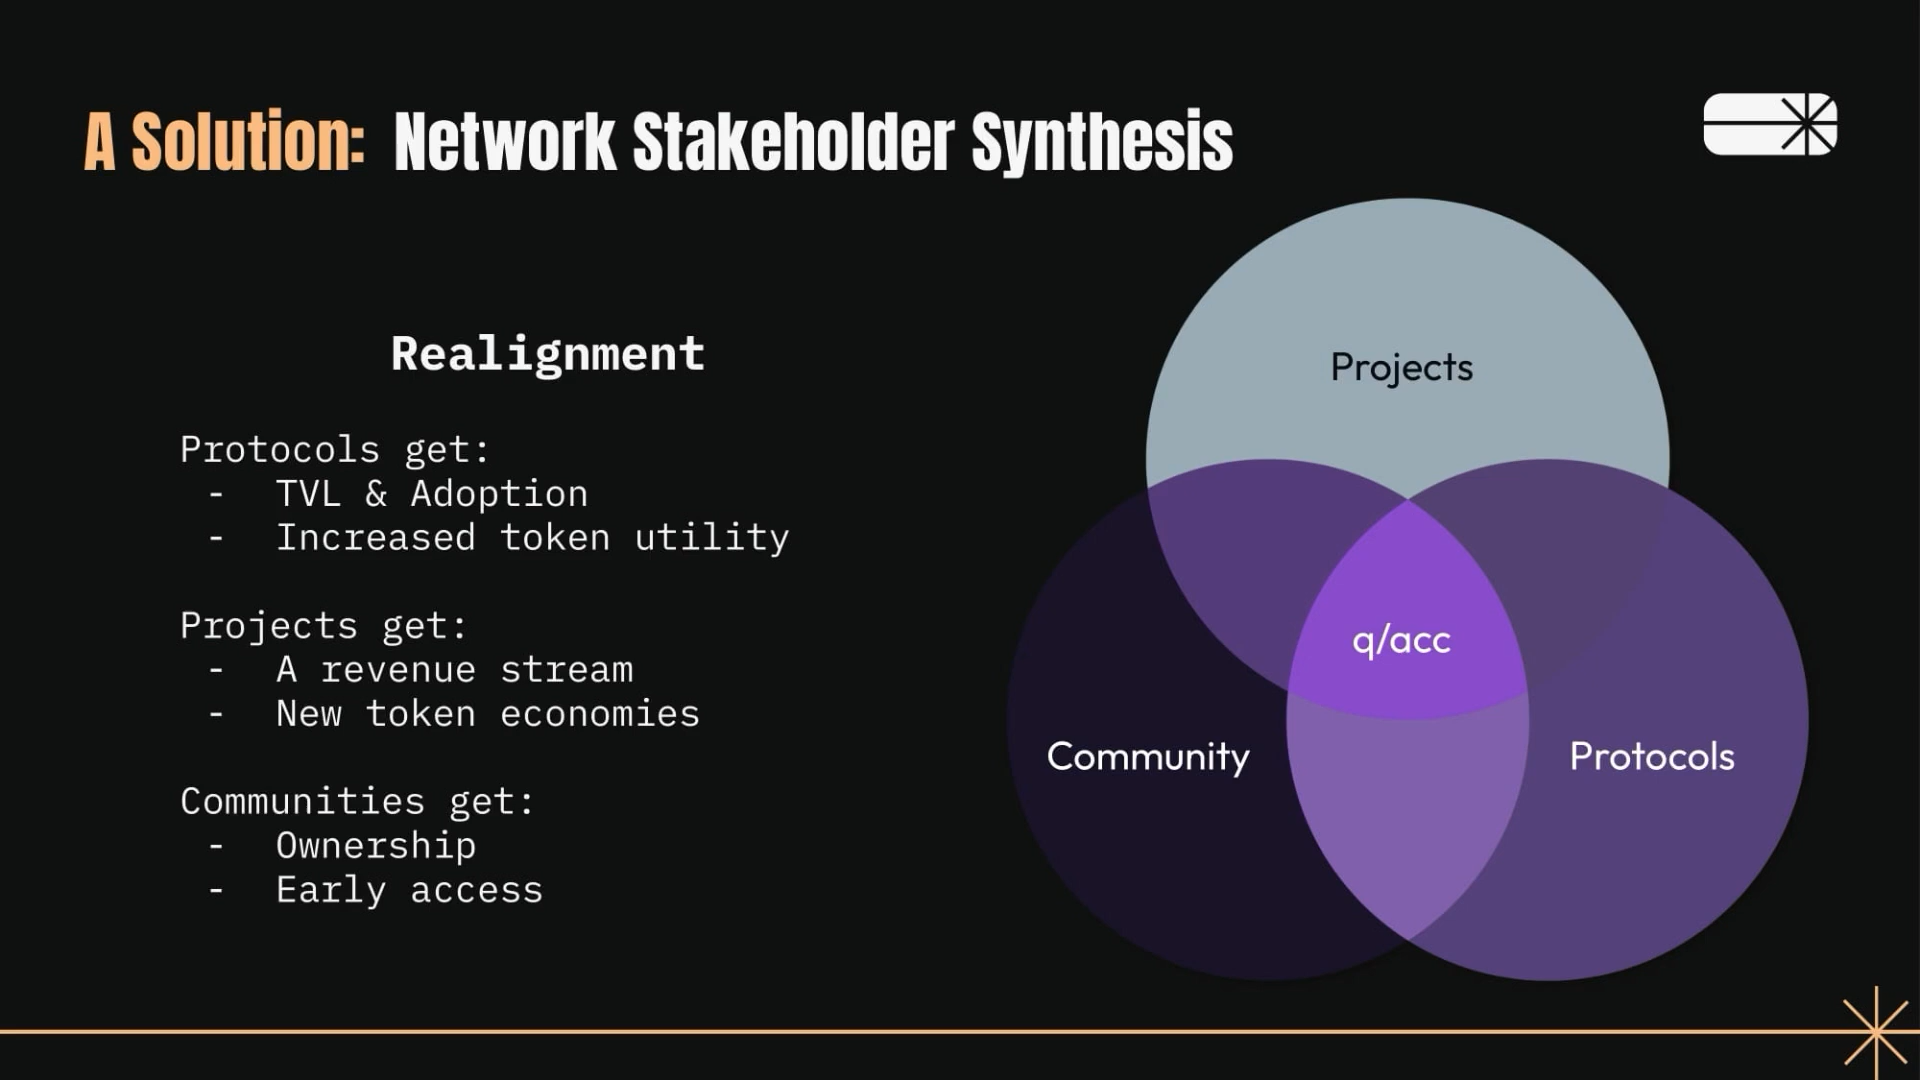 A Solution: Network Stakeholder Synthesis
Realignment
Protocols get:
- TVL & Adoption
- Increased token utility
Projects get:
- A revenue stream
- New token economies
Communities get:
- Ownership
- Early access
Projects
q/acc
Community
Protocols